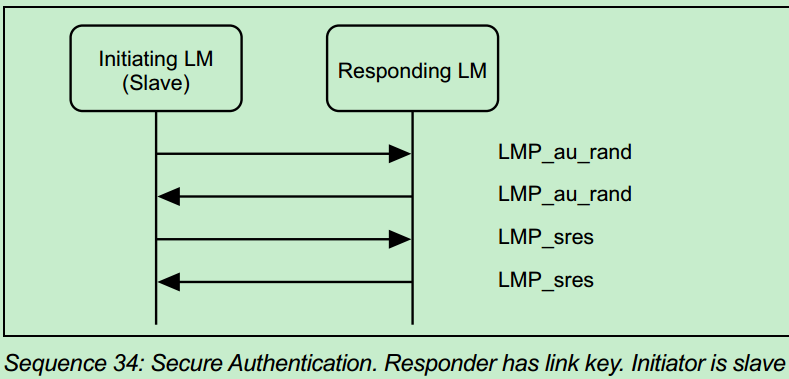 Initiating LM
(Slave)
Responding LM
LMP_au_rand
LMP_au_rand
LMP_sres
LMP_sres
Sequence 34: Secure Authentication. Responder has link key. Initiator is slave